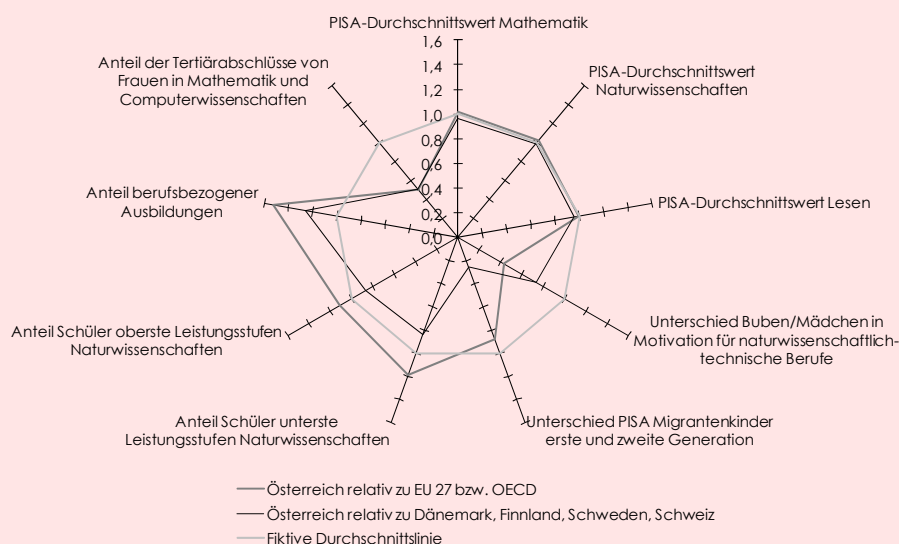 PISA-Durchschnittswert Mathematik
1,6
1,4
1,2
1,0
0,8
0,6
0,4
0,2
0,0
PISA-Durchschnittswert
Naturwissenschaften
PISA-Durchschnittswert Lesen
Unterschied Buben/Mädchen in
Motivation für naturwissenschaftlich-
technische Berufe
Unterschied PISA Migrantenkinder
erste und zweite Generation
Anteil Schüler unterste
Leistungsstufen Naturwissenschaften
Anteil Schüler oberste Leistungsstufen
Naturwissenschaften
Anteil berufsbezogener
Ausbildungen
Anteil der Tertiärabschlüsse von
Frauen in Mathematik und
Computerwissenschaften
Österreich relativ zu EU 27 bzw. OECD
Österreich relativ zu Dänemark, Finnland, Schweden, Schweiz
Fiktive Durchschnittslinie